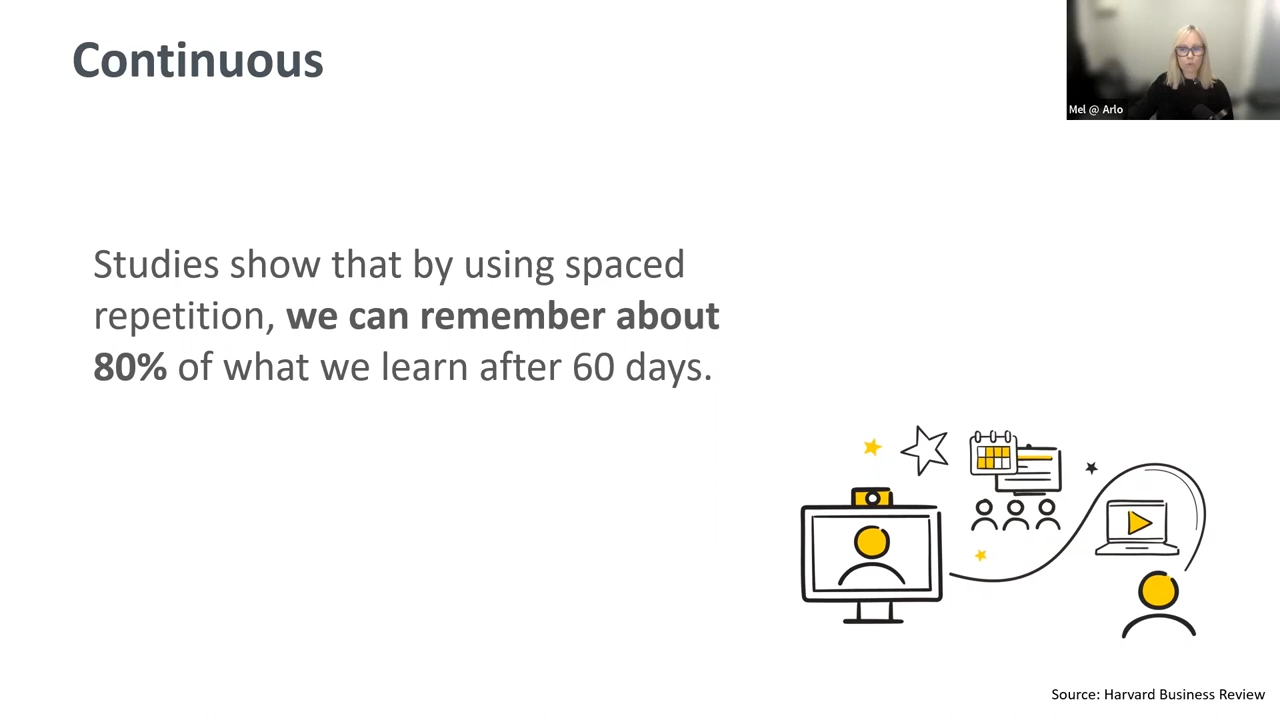 Continuous
Mel @ Arlo
Studies show that by using spaced
repetition, we can remember about
80% of what we learn after 60 days.
Source: Harvard Business Review